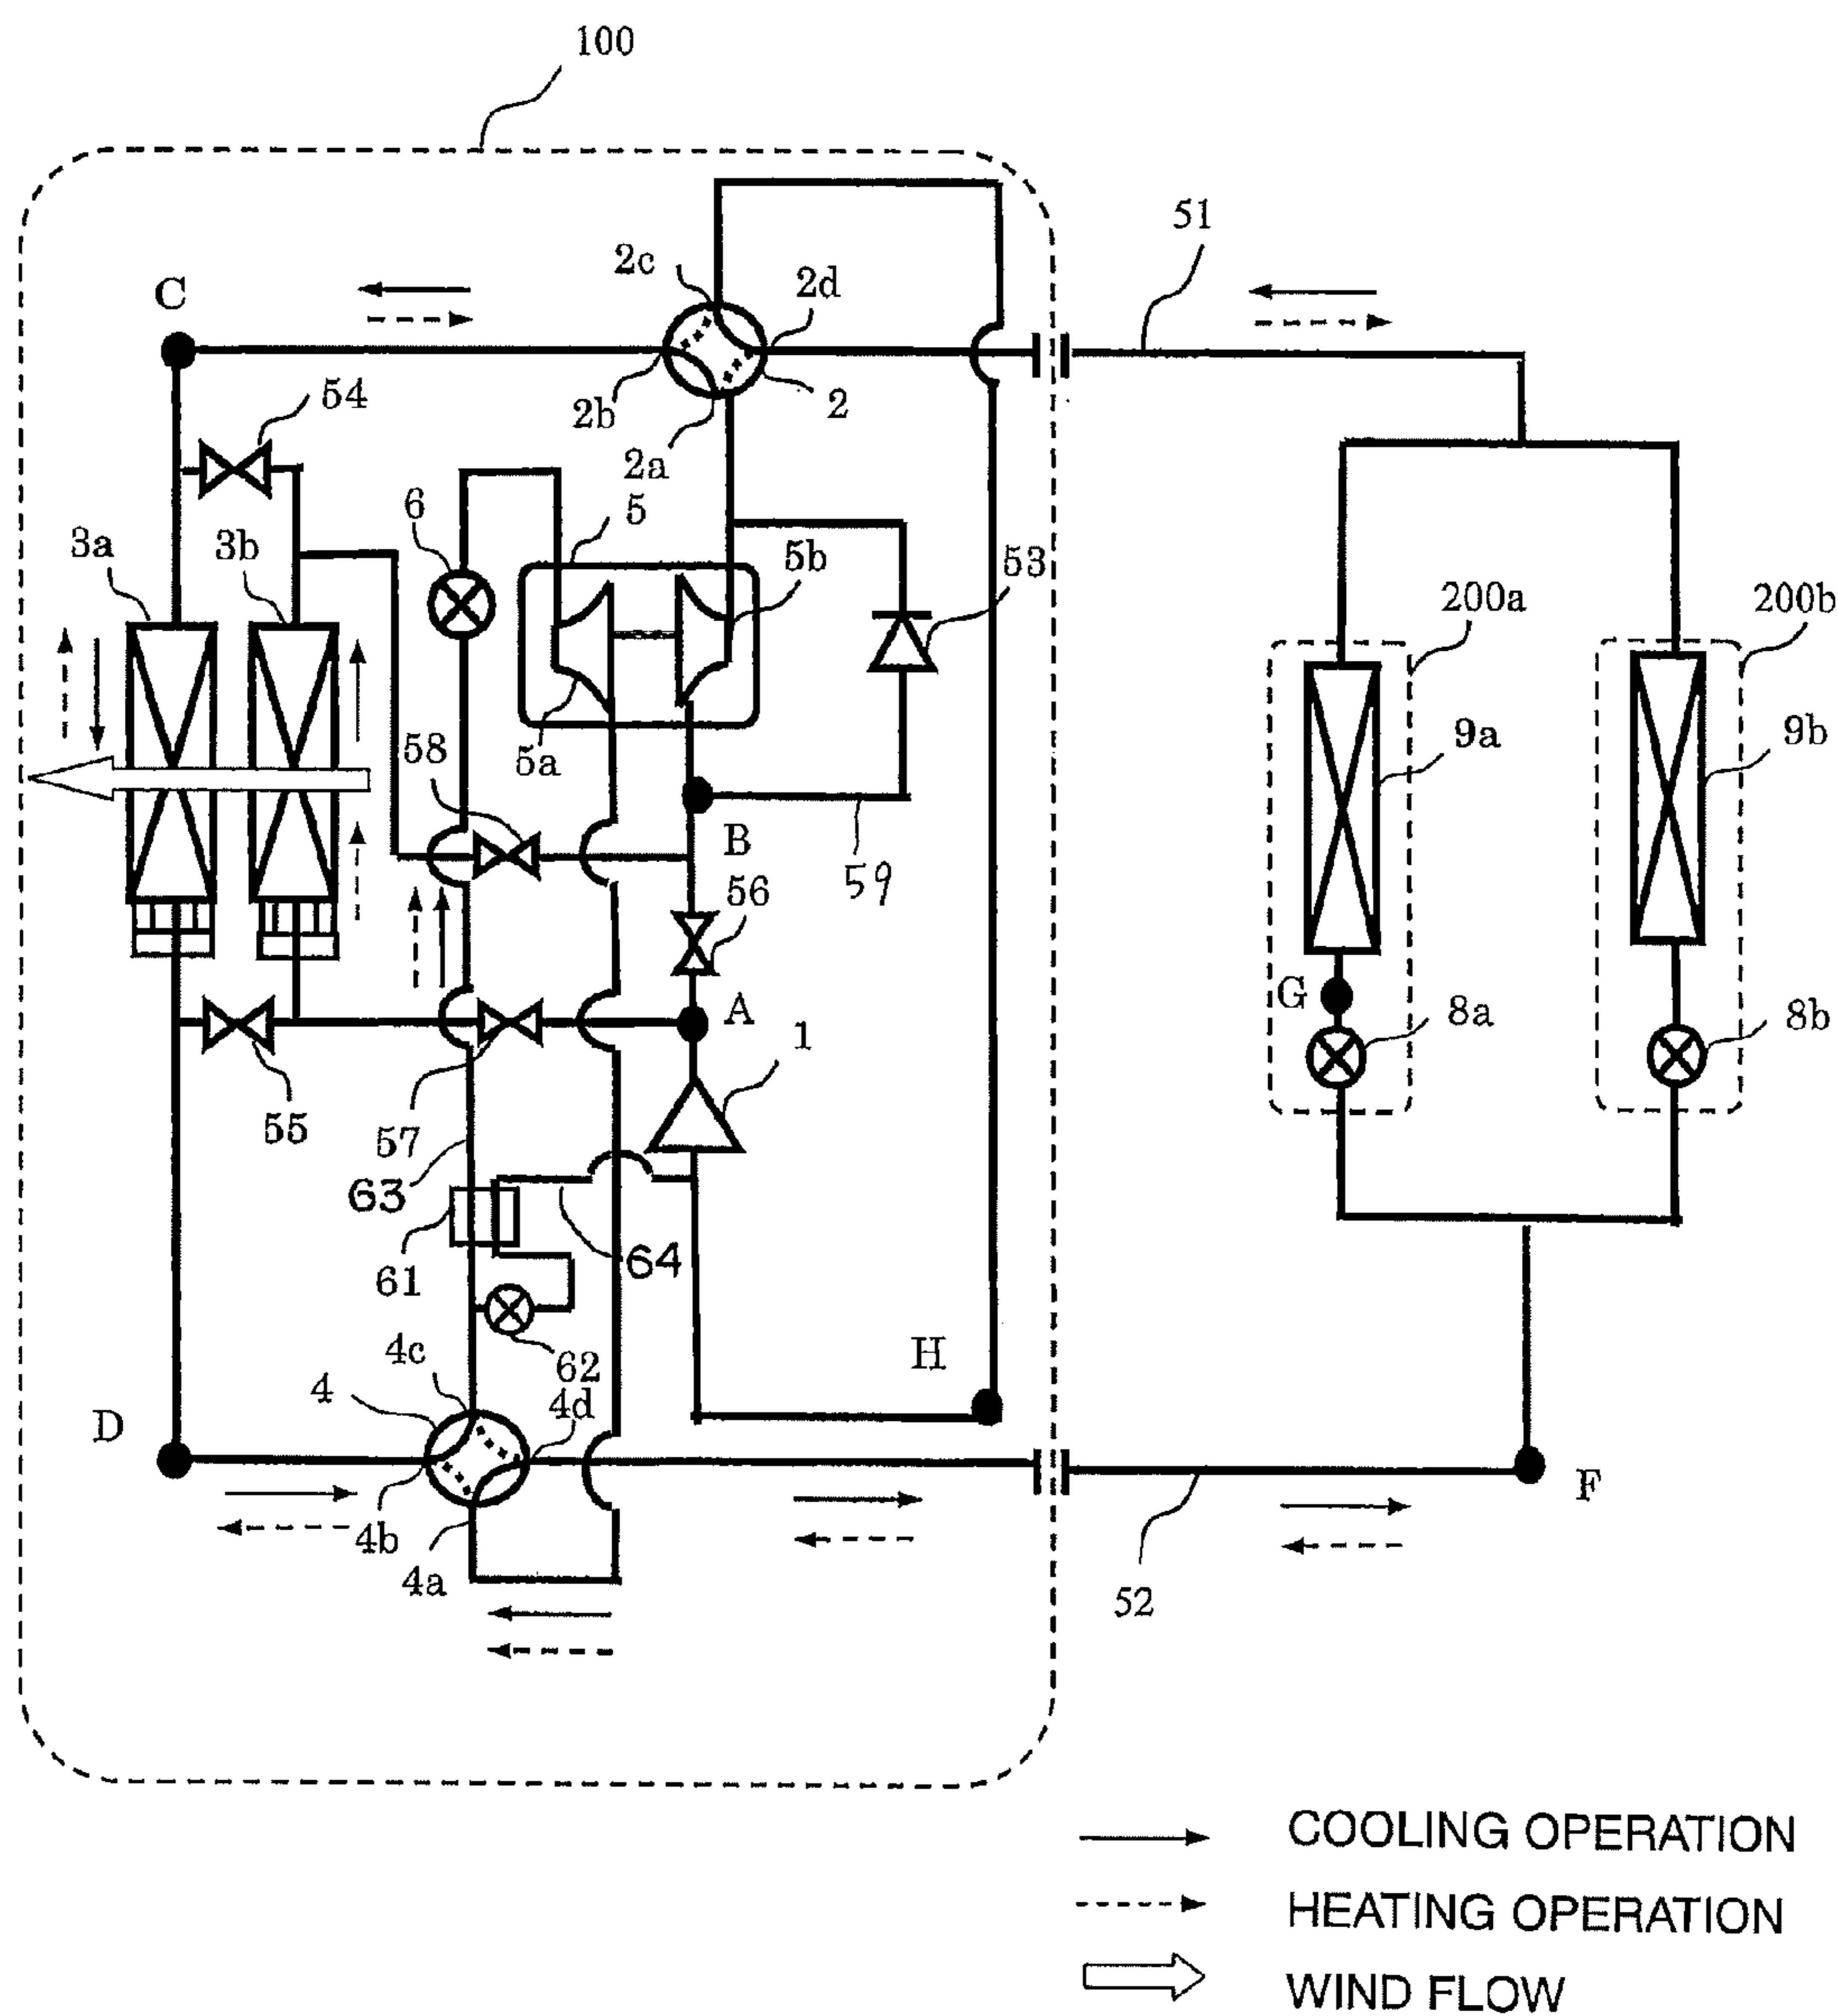 100
51
2c
2d
C
2b
2
2a
54
6
5
5b
53
3a
3b
200a
200b
9a
9b
5a
58
B
59
56
A
G
8a
8b
1
55
57
63
61
64
62
4c
4
4d
H
D
4b
4a
F
52
COOLING OPERATION
HEATING OPERATION
WIND FLOW